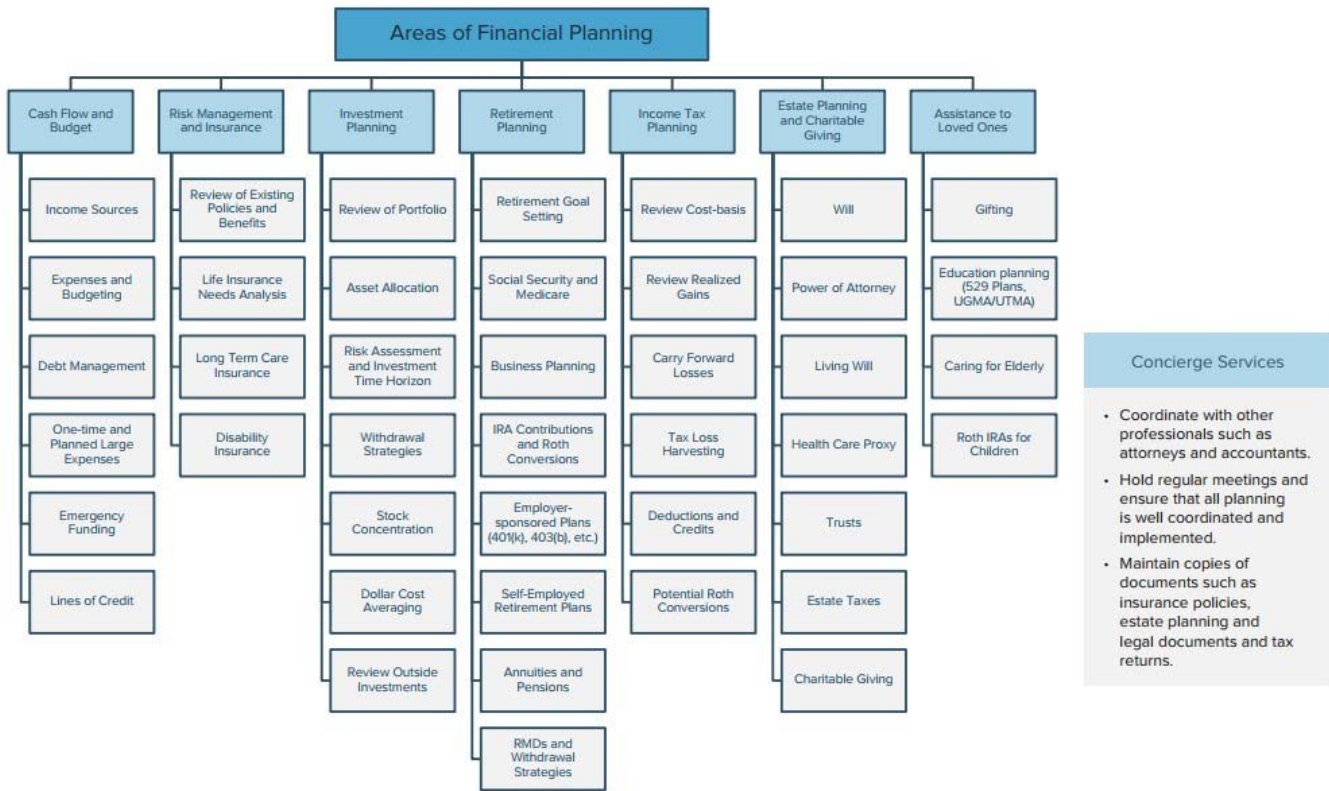 Areas of Financial Planning
Cash Flow and
Budget
Income Sources
Expenses and
Budgeting
Debt Management
One-time and
Planned Large
Expenses
Emergency
Funding
Lines of Credit
Risk Management
and Insurance
Review of Existing
Policies and
Benefits
Life Insurance
Needs Analysis
Long Term Care
Insurance
Disability
Insurance
Investment
Planning
Review of Portfolio
Asset Allocation
Risk Assessment
and Investment
Time Horizon
Withdrawal
Strategies
Stock
Concentration
Dollar Cost
Averaging
Review Outside
Investments
Retirement
Planning
Retirement Goal
Setting
Social Security and
Medicare
Business Planning
IRA Contributions
and Roth
Conversions
Employer-
sponsored Plans
(401(k), 403(b), etc.)
Self-Employed
Retirement Plans
Annuities and
Pensions
RMDs and
Withdrawal
Strategies
Income Tax
Planning
Review Cost-basis
Review Realized
Gains
Carry Forward
Losses
Tax Loss
Harvesting
Deductions and
Credits
Potential Roth
Conversions
Estate Planning
and Charitable
Giving
Will
Power of Attorney
Living Will
Health Care Proxy
Trusts
Estate Taxes
Charitable Giving
Assistance to
Loved Ones
Gifting
Education planning
(529 Plans,
UGMA/UTMA)
Caring for Elderly
Roth IRAs for
Children
Concierge Services
• Coordinate with other
professionals such as
attorneys and accountants.
• Hold regular meetings and
ensure that all planning
is well coordinated and
implemented.
• Maintain copies of
documents such as
insurance policies,
estate planning and
legal documents and tax
returns.